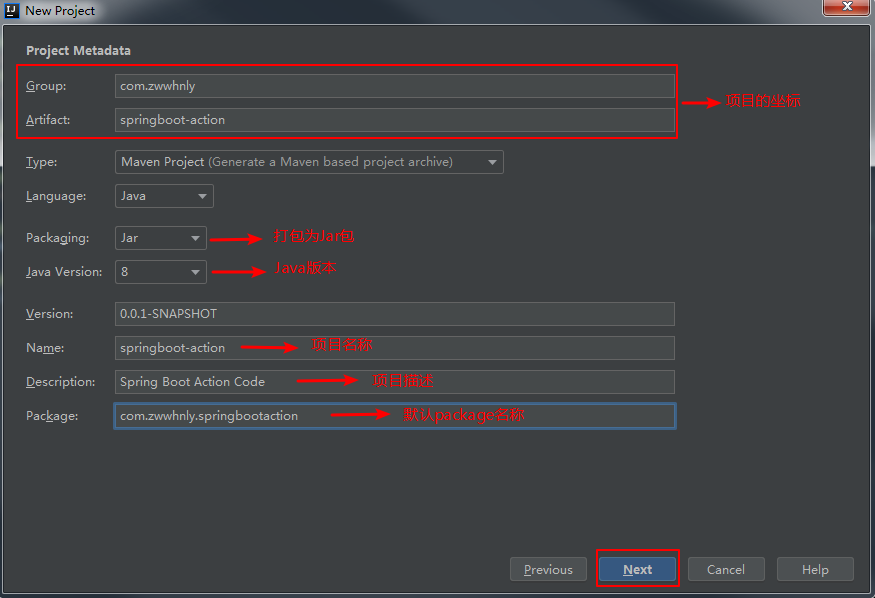 New Project
Project Metadata
Group: com.zwwhnly
项目的坐标
Artifact: springboot-action
Type: Maven Project (Generate a Maven based project archive)
Language: Java
Packaging: Jar 打包为Jar包
Java Version: 8 Java版本
Version: 0.0.1-SNAPSHOT
Name: springboot-action 项目名称
Description: Spring Boot Action Code 项目描述
Package: com.zwwhnly.springbootaction 默认package名称
Previous Next Cancel Help